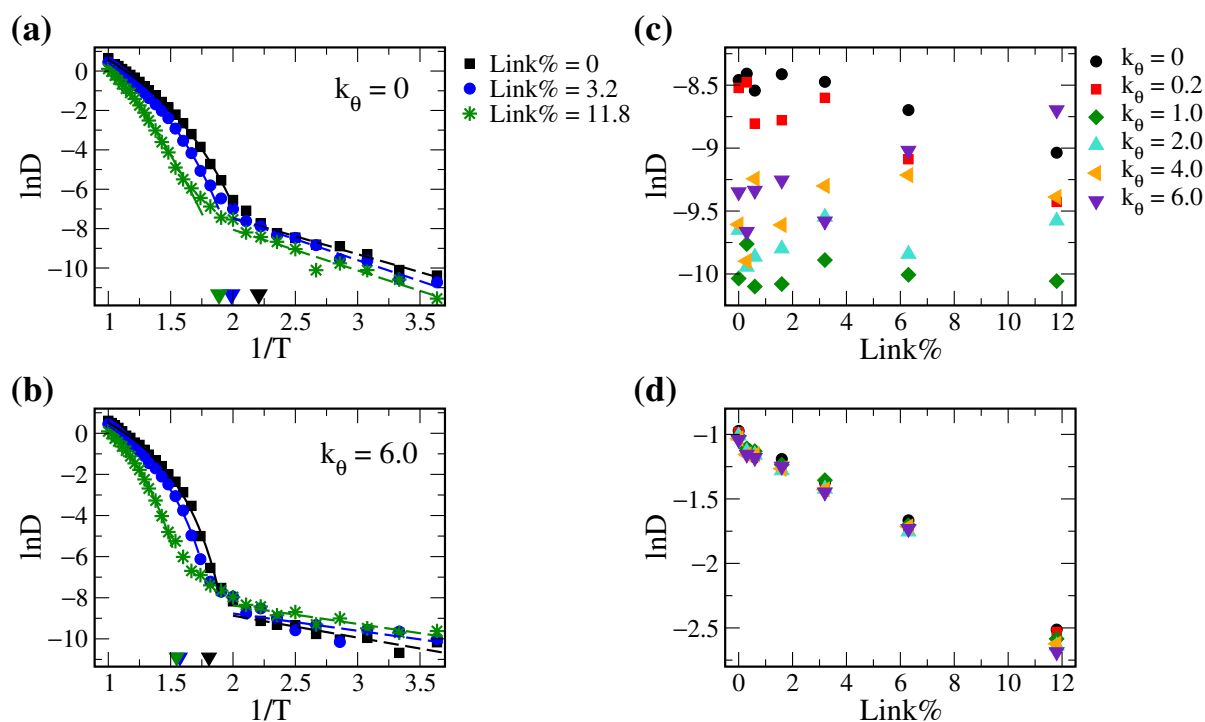 (a)
0
−2
−4
−6
−8
−10
lnD
1 1.5 2 2.5 3 3.5
1/T
k_θ = 0
Link% = 0
Link% = 3.2
Link% = 11.8
(c)
−8.5
−9
−9.5
−10
lnD
0 2 4 6 8 10 12
Link%
k_θ = 0
k_θ = 0.2
k_θ = 1.0
k_θ = 2.0
k_θ = 4.0
k_θ = 6.0
(b)
0
−2
−4
−6
−8
−10
lnD
1 1.5 2 2.5 3 3.5
1/T
k_θ = 6.0
(d)
−1
−1.5
−2
−2.5
lnD
0 2 4 6 8 10 12
Link%